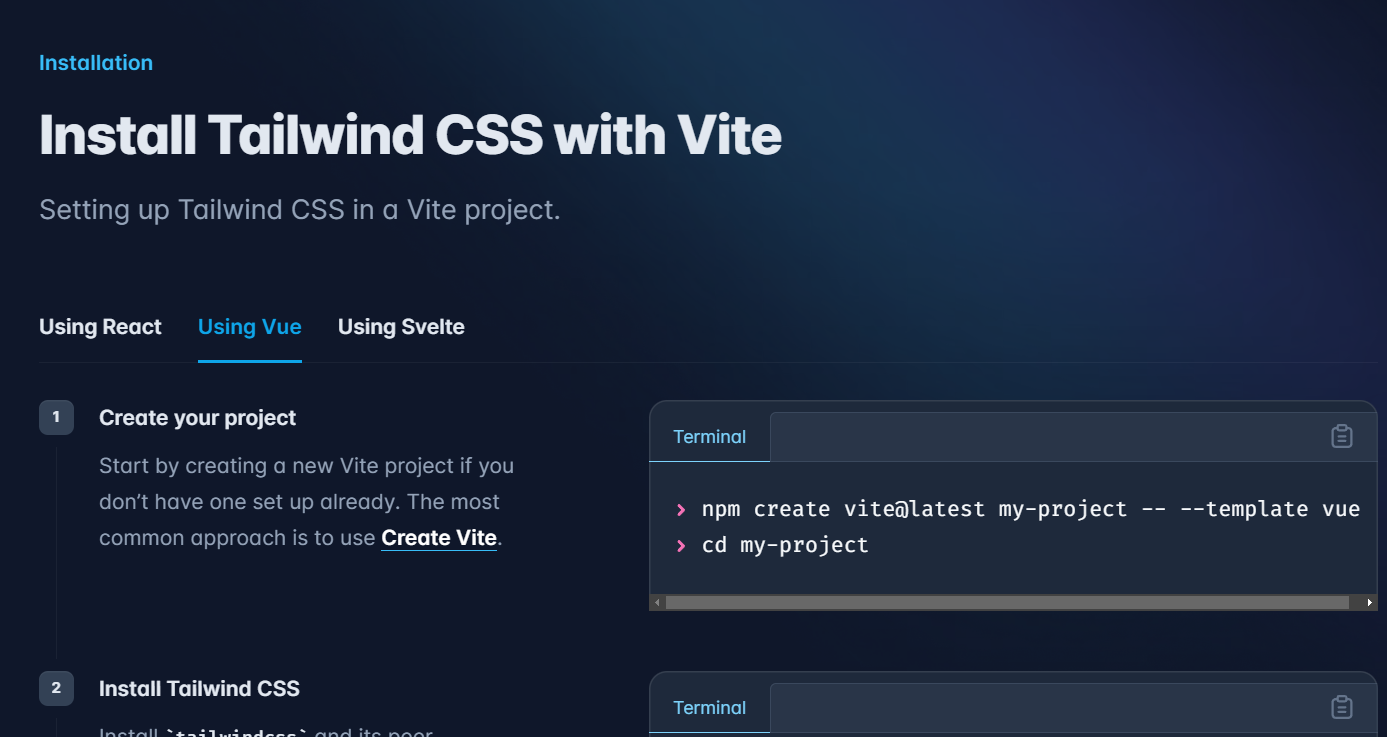 Installation
Install Tailwind CSS with Vite
Setting up Tailwind CSS in a Vite project.
Using React Using Vue Using Svelte
1 Create your project
Start by creating a new Vite project if you
don’t have one set up already. The most
common approach is to use Create Vite.
Terminal
> npm create vite@latest my-project -- --template vue
> cd my-project
2 Install Tailwind CSS
Install `tailwindcss` and its peer
Terminal